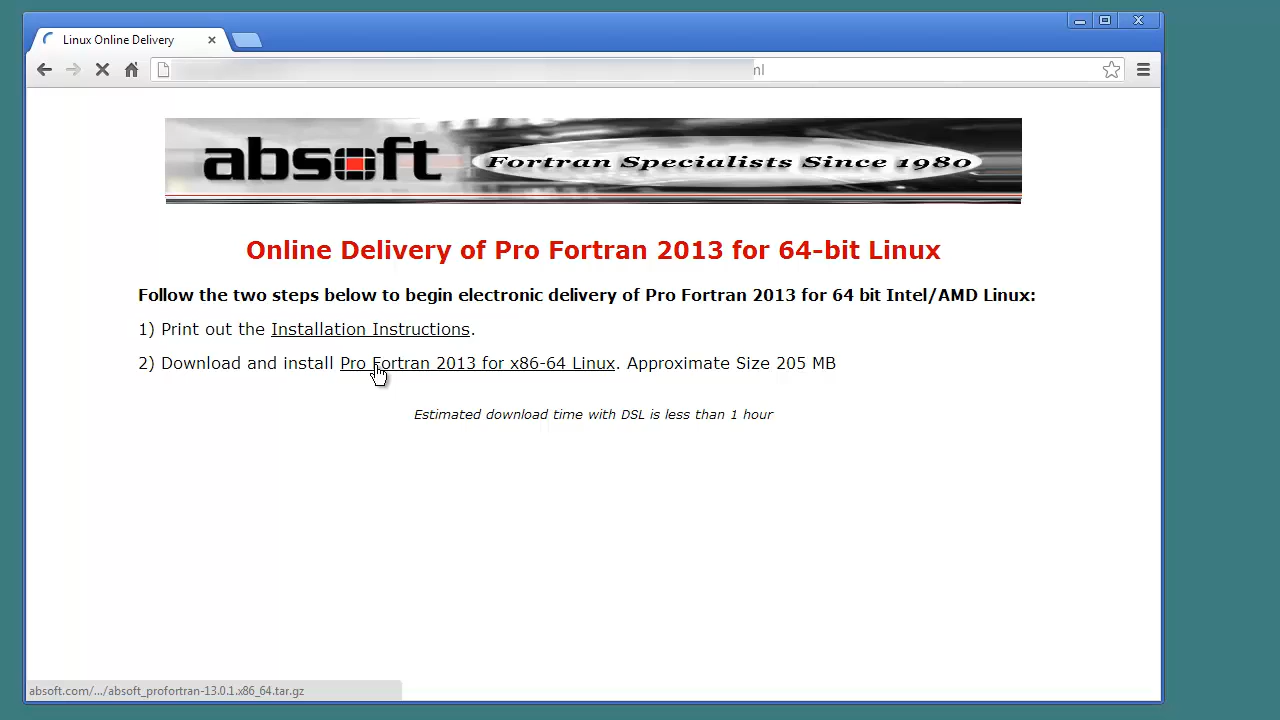 Linux Online Delivery
ml
absoft Fortran Specialists Since 1980
Online Delivery of Pro Fortran 2013 for 64-bit Linux
Follow the two steps below to begin electronic delivery of Pro Fortran 2013 for 64 bit Intel/AMD Linux:
1) Print out the Installation Instructions.
2) Download and install Pro Fortran 2013 for x86-64 Linux. Approximate Size 205 MB
Estimated download time with DSL is less than 1 hour
absoft.com/.../absoft_profortran-13.0.1.x86_64.tar.gz